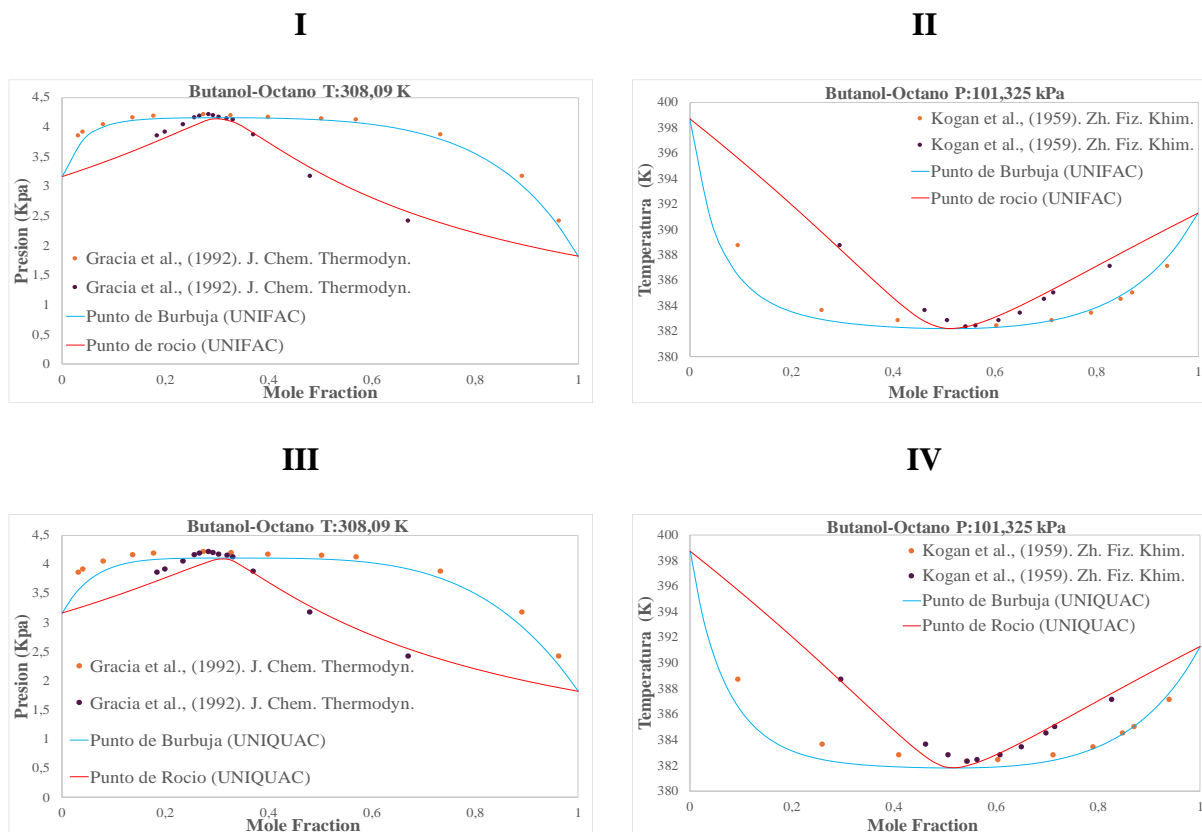 I
Butanol-Octano T:308,09 K
Presion (Kpa)
4,5
4
3,5
3
2,5
2
1,5
1
0,5
0
Gracia et al., (1992). J. Chem. Thermodyn.
Gracia et al., (1992). J. Chem. Thermodyn.
Punto de Burbuja (UNIFAC)
Punto de rocio (UNIFAC)
0 0,2 0,4 0,6 0,8 1
Mole Fraction
II
Butanol-Octano P:101,325 kPa
Temperatura (K)
400
398
396
394
392
390
388
386
384
382
380
Kogan et al., (1959). Zh. Fiz. Khim.
Kogan et al., (1959). Zh. Fiz. Khim.
Punto de Burbuja (UNIFAC)
Punto de rocio (UNIFAC)
0 0,2 0,4 0,6 0,8 1
Mole Fraction
III
Butanol-Octano T:308,09 K
Presion (Kpa)
4,5
4
3,5
3
2,5
2
1,5
1
0,5
0
Gracia et al., (1992). J. Chem. Thermodyn.
Gracia et al., (1992). J. Chem. Thermodyn.
Punto de Burbuja (UNIQUAC)
Punto de Rocio (UNIQUAC)
0 0,2 0,4 0,6 0,8 1
Mole Fraction
IV
Butanol-Octano P:101,325 kPa
Temperatura (K)
400
398
396
394
392
390
388
386
384
382
380
Kogan et al., (1959). Zh. Fiz. Khim.
Kogan et al., (1959). Zh. Fiz. Khim.
Punto de Burbuja (UNIQUAC)
Punto de Rocio (UNIQUAC)
0 0,2 0,4 0,6 0,8 1
Mole Fraction